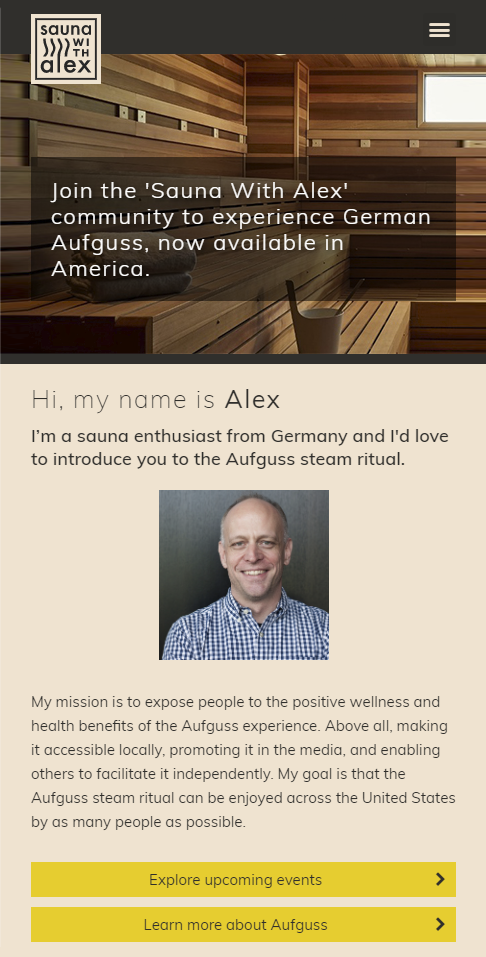 sauna
WI
TH
alex
Join the 'Sauna With Alex'
community to experience German
Aufguss, now available in
America.
Hi, my name is Alex
I’m a sauna enthusiast from Germany and I'd love
to introduce you to the Aufguss steam ritual.
My mission is to expose people to the positive wellness and
health benefits of the Aufguss experience. Above all, making
it accessible locally, promoting it in the media, and enabling
others to facilitate it independently. My goal is that the
Aufguss steam ritual can be enjoyed across the United States
by as many people as possible.
Explore upcoming events
Learn more about Aufguss